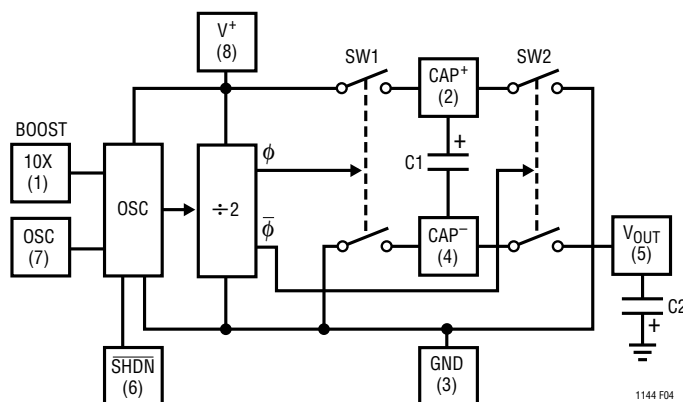 V+
(8)
SW1
CAP+
(2)
SW2
BOOST
10X
(1)
OSC
÷2
ϕ
+
C1
OSC
(7)
ϕ̅
CAP−
(4)
VOUT
(5)
C2
+
S̅H̅D̅N̅
(6)
GND
(3)
1144 F04